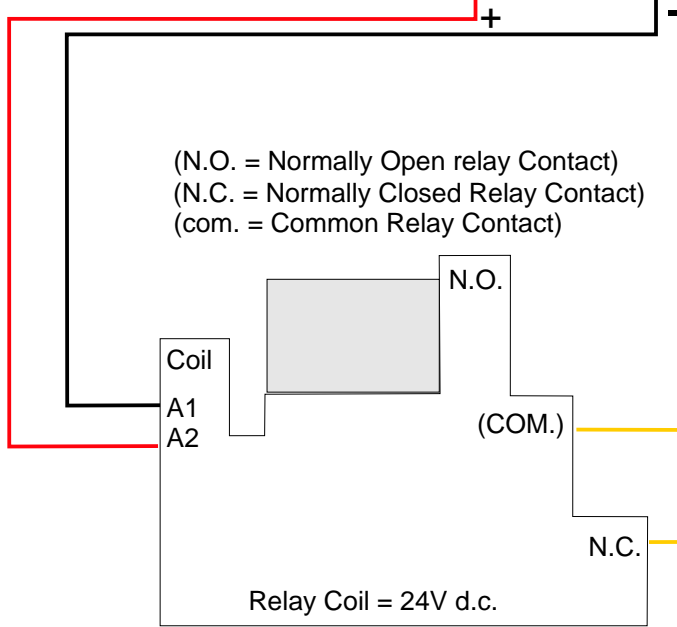 + -
(N.O. = Normally Open relay Contact)
(N.C. = Normally Closed Relay Contact)
(com. = Common Relay Contact)
N.O.
Coil
A1
(COM.)
A2
N.C.
Relay Coil = 24V d.c.